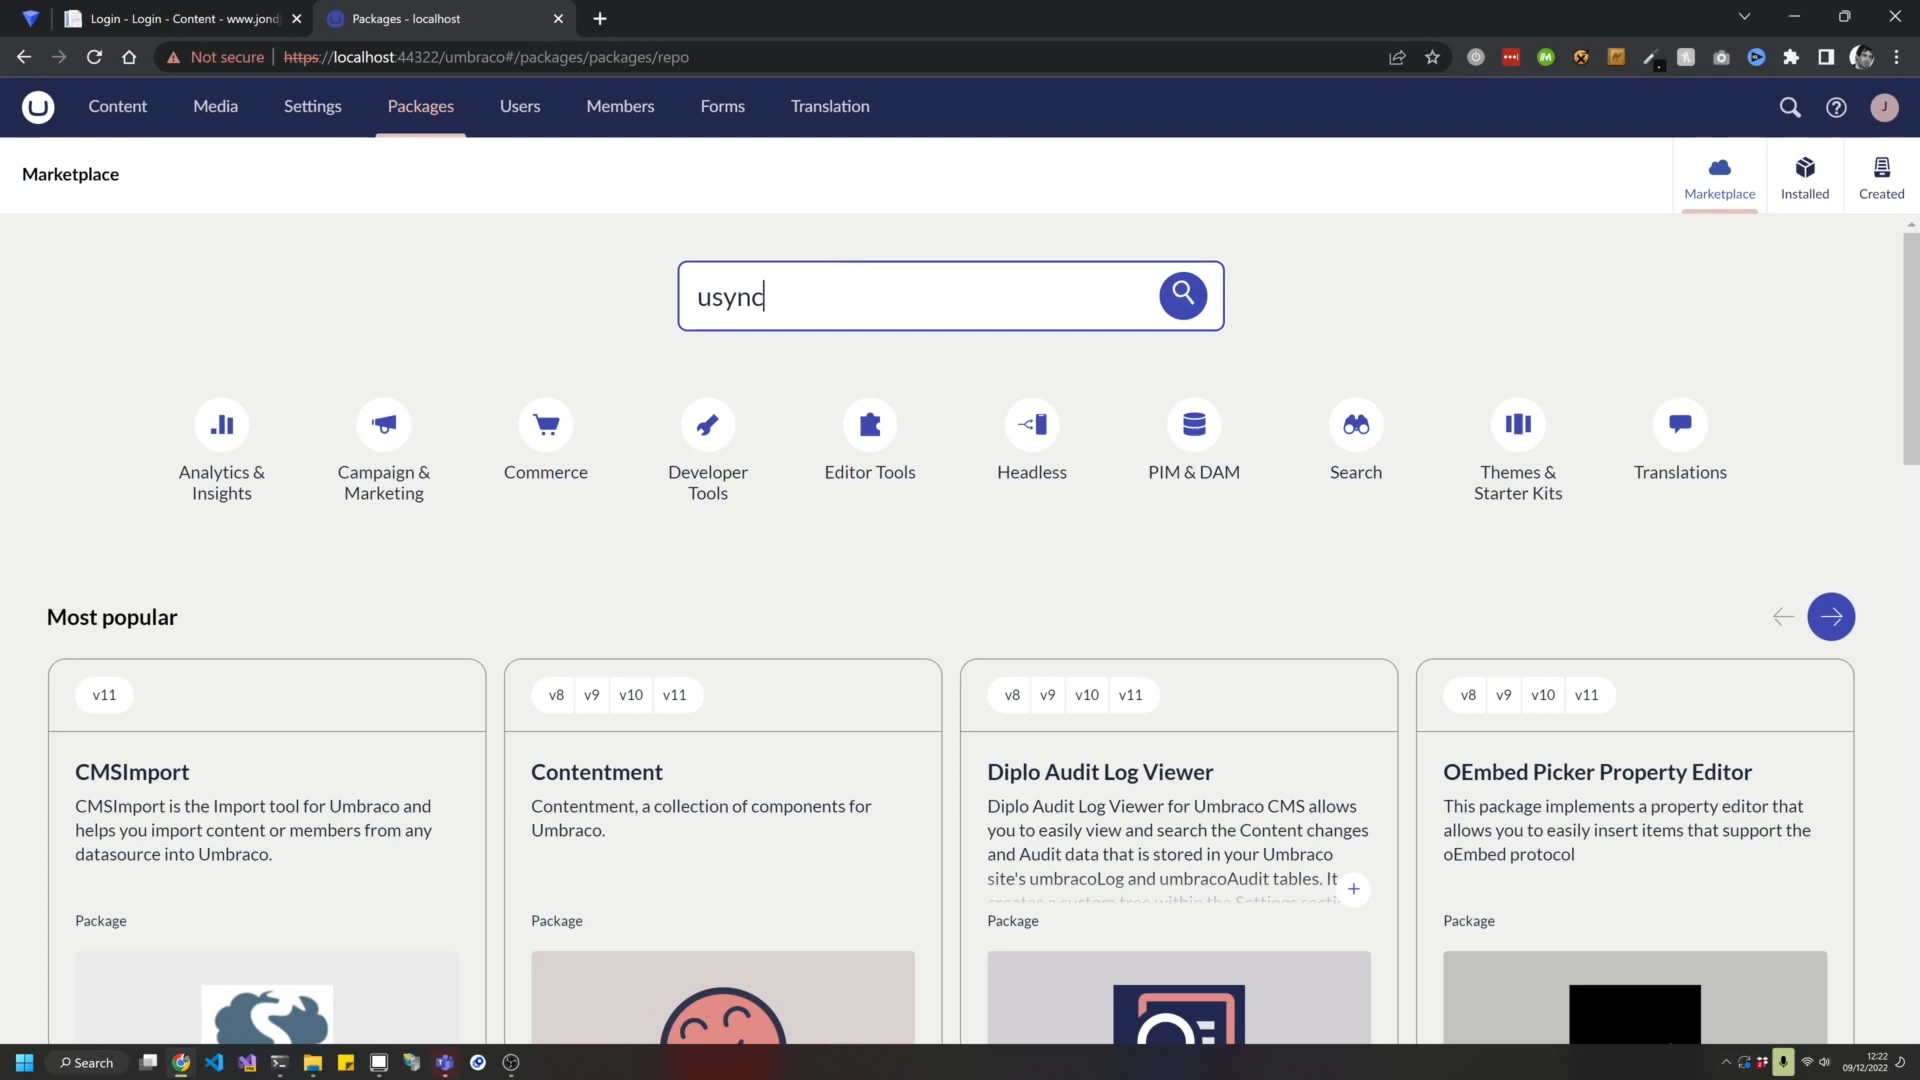 Login - Login - Content - www.jondj
Packages - localhost
Not secure
https://localhost:44322/umbraco#/packages/packages/repo
Content
Media
Settings
Packages
Users
Members
Forms
Translation
J
Marketplace
Marketplace
Installed
Created
usync
Analytics &
Insights
Campaign &
Marketing
Commerce
Developer
Tools
Editor Tools
Headless
PIM & DAM
Search
Themes &
Starter Kits
Translations
Most popular
v11
CMSImport
CMSImport is the Import tool for Umbraco and
helps you import content or members from any
datasource into Umbraco.
Package
v8 v9 v10 v11
Contentment
Contentment, a collection of components for
Umbraco.
Package
v8 v9 v10 v11
Diplo Audit Log Viewer
Diplo Audit Log Viewer for Umbraco CMS allows
you to easily view and search the Content changes
and Audit data that is stored in your Umbraco
site's umbracoLog and umbracoAudit tables. It
creates a custom tree within the Settings secti
Package
v8 v9 v10 v11
OEmbed Picker Property Editor
This package implements a property editor that
allows you to easily insert items that support the
oEmbed protocol
Package
Search
12:22
09/12/2022